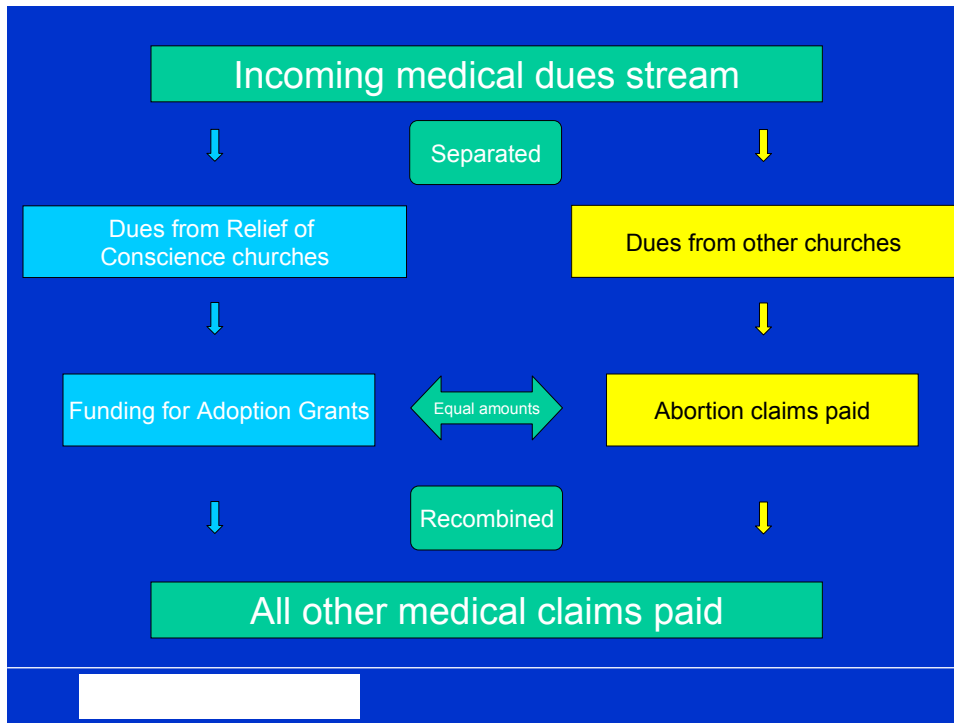 Incoming medical dues stream
Separated
Dues from Relief of
Conscience churches
Dues from other churches
Funding for Adoption Grants
Equal amounts
Abortion claims paid
Recombined
All other medical claims paid